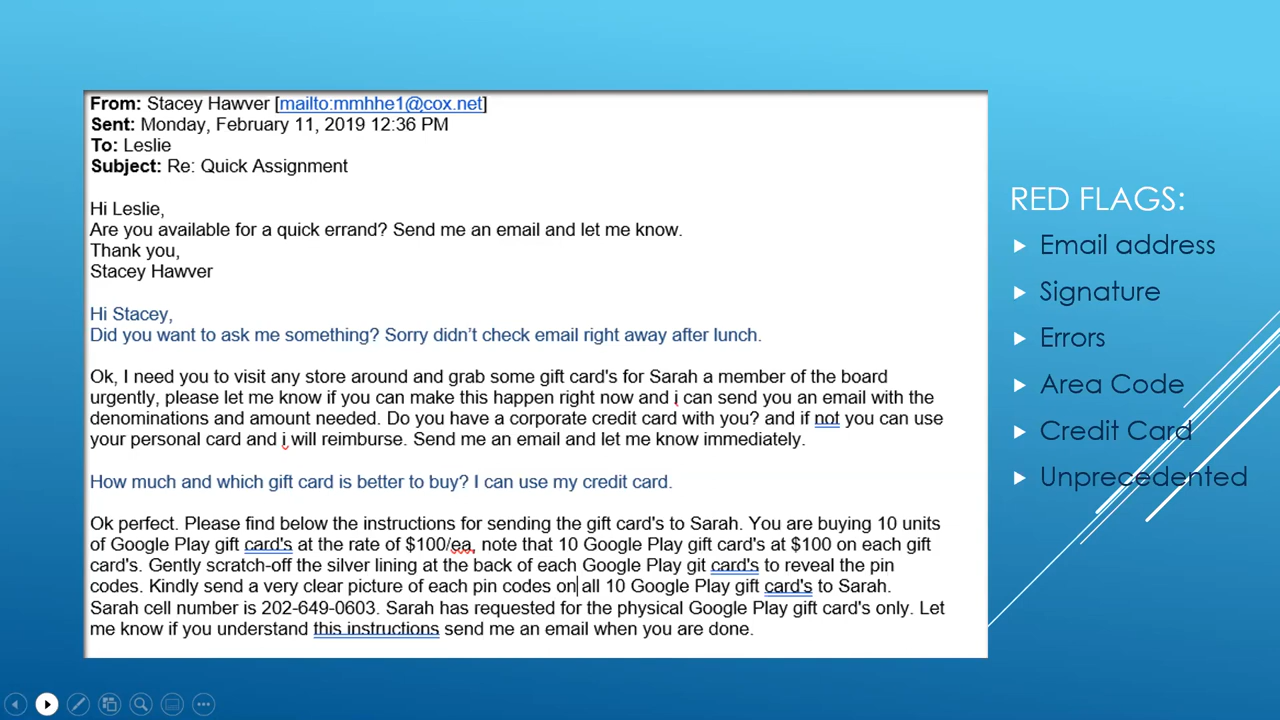 From: Stacey Hawver [mailto:mmhhe1@cox.net]
Sent: Monday, February 11, 2019 12:36 PM
To: Leslie
Subject: Re: Quick Assignment
Hi Leslie,
Are you available for a quick errand? Send me an email and let me know.
Thank you,
Stacey Hawver
Hi Stacey,
Did you want to ask me something? Sorry didn't check email right away after lunch.
Ok, I need you to visit any store around and grab some gift card's for Sarah a member of the board
urgently, please let me know if you can make this happen right now and i can send you an email with the
denominations and amount needed. Do you have a corporate credit card with you? and if not you can use
your personal card and i will reimburse. Send me an email and let me know immediately.
How much and which gift card is better to buy? I can use my credit card.
Ok perfect. Please find below the instructions for sending the gift card's to Sarah. You are buying 10 units
of Google Play gift card's at the rate of $100/ea, note that 10 Google Play gift card's at $100 on each gift
card's. Gently scratch-off the silver lining at the back of each Google Play git card's to reveal the pin
codes. Kindly send a very clear picture of each pin codes on all 10 Google Play gift card's to Sarah.
Sarah cell number is 202-649-0603. Sarah has requested for the physical Google Play gift card's only. Let
me know if you understand this instructions send me an email when you are done.
RED FLAGS:
Email address
Signature
Errors
Area Code
Credit Card
Unprecedented